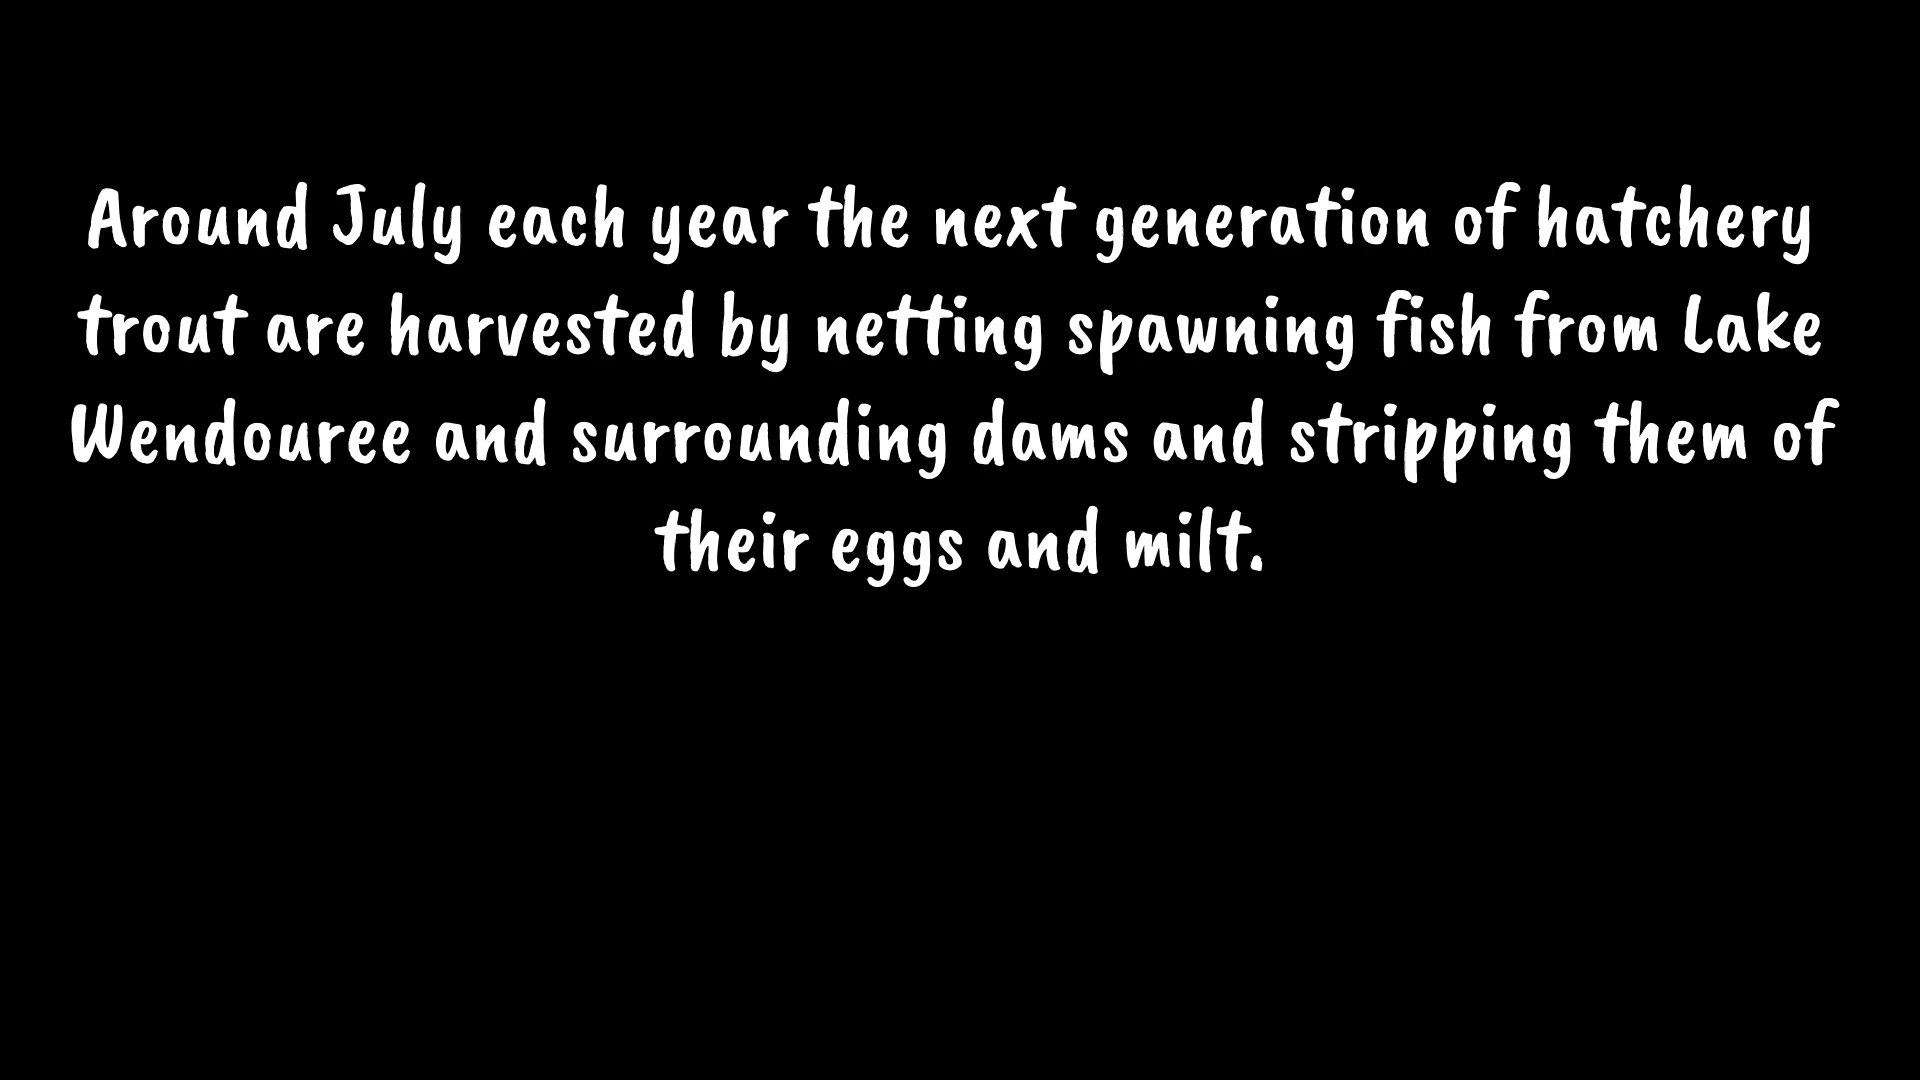 Around July each year the next generation of hatchery
trout are harvested by netting spawning fish from Lake
Wendouree and surrounding dams and stripping them of
their eggs and milt.